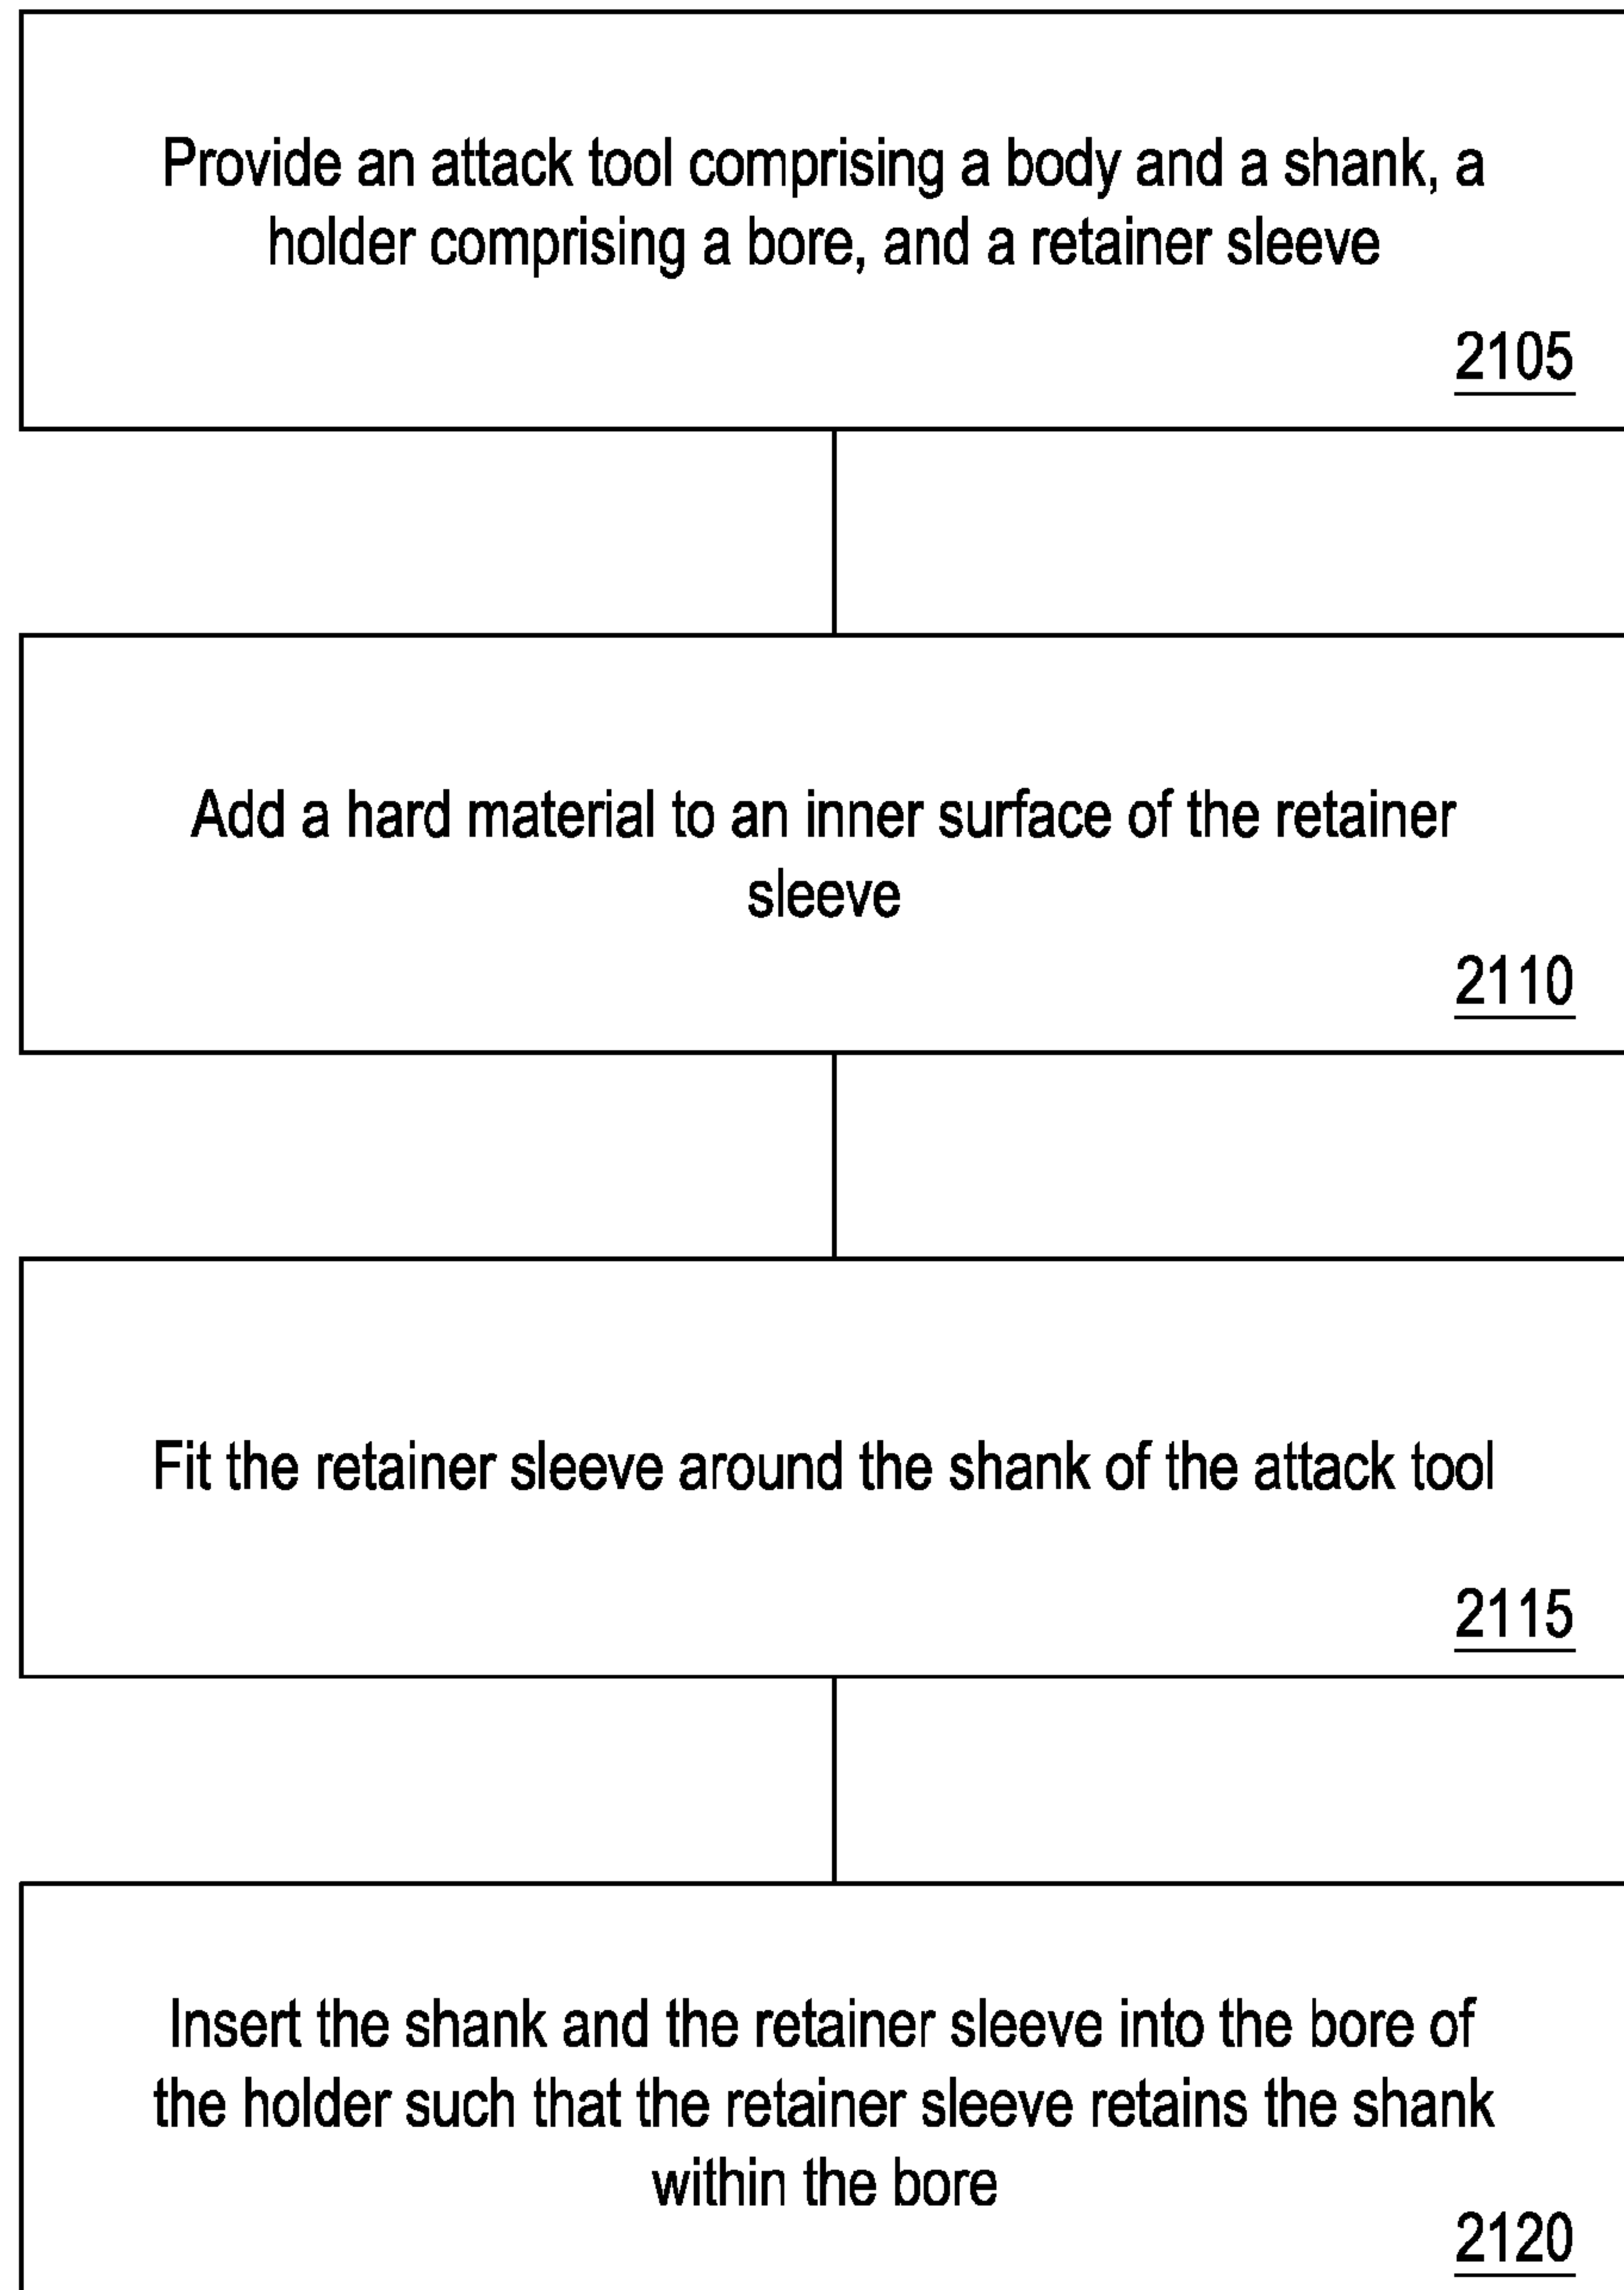 Provide an attack tool comprising a body and a shank, a
holder comprising a bore, and a retainer sleeve
2105
Add a hard material to an inner surface of the retainer
sleeve
2110
Fit the retainer sleeve around the shank of the attack tool
2115
Insert the shank and the retainer sleeve into the bore of
the holder such that the retainer sleeve retains the shank
within the bore
2120